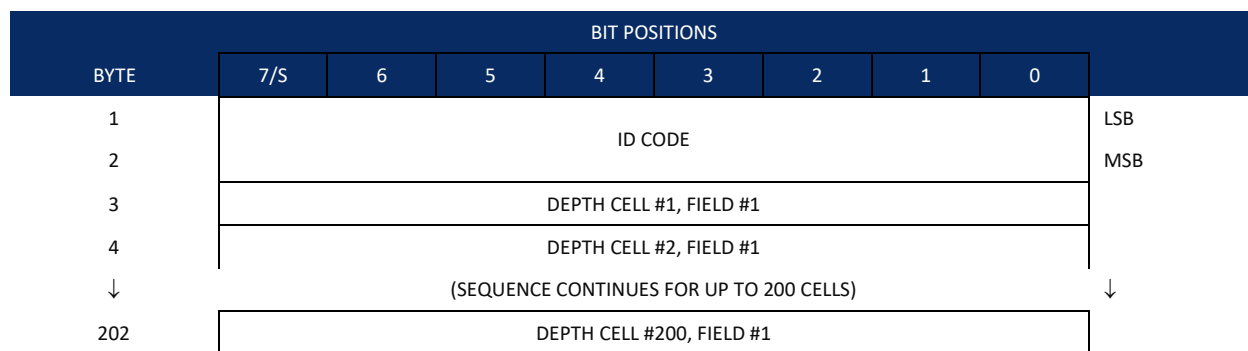 BIT POSITIONS
BYTE 7/S 6 5 4 3 2 1 0
1 LSB
ID CODE
2 MSB
3 DEPTH CELL #1, FIELD #1
4 DEPTH CELL #2, FIELD #1
↓ (SEQUENCE CONTINUES FOR UP TO 200 CELLS) ↓
202 DEPTH CELL #200, FIELD #1